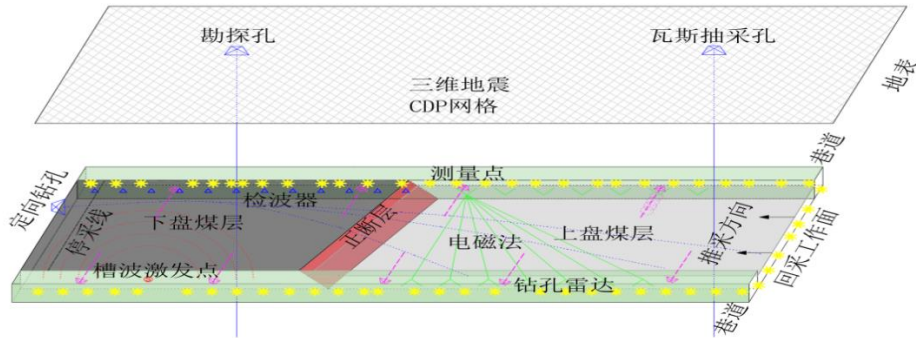 勘探孔
瓦斯抽采孔
三维地震
CDP网格
地表
巷道
测量点
定向钻孔
检波器
停采线
下盘煤层
正断层
电磁法
上盘煤层
推采方向
回采工作面
槽波激发点
钻孔雷达
巷道